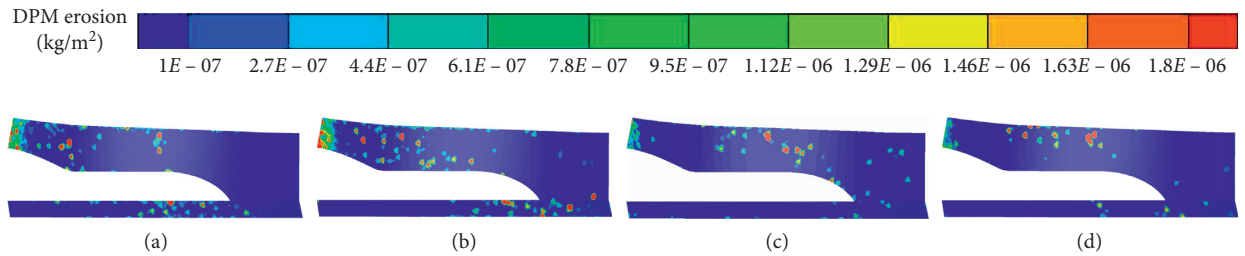 DPM erosion
(kg/m²)
1E – 07 2.7E – 07 4.4E – 07 6.1E – 07 7.8E – 07 9.5E – 07 1.12E – 06 1.29E – 06 1.46E – 06 1.63E – 06 1.8E – 06
(a) (b) (c) (d)